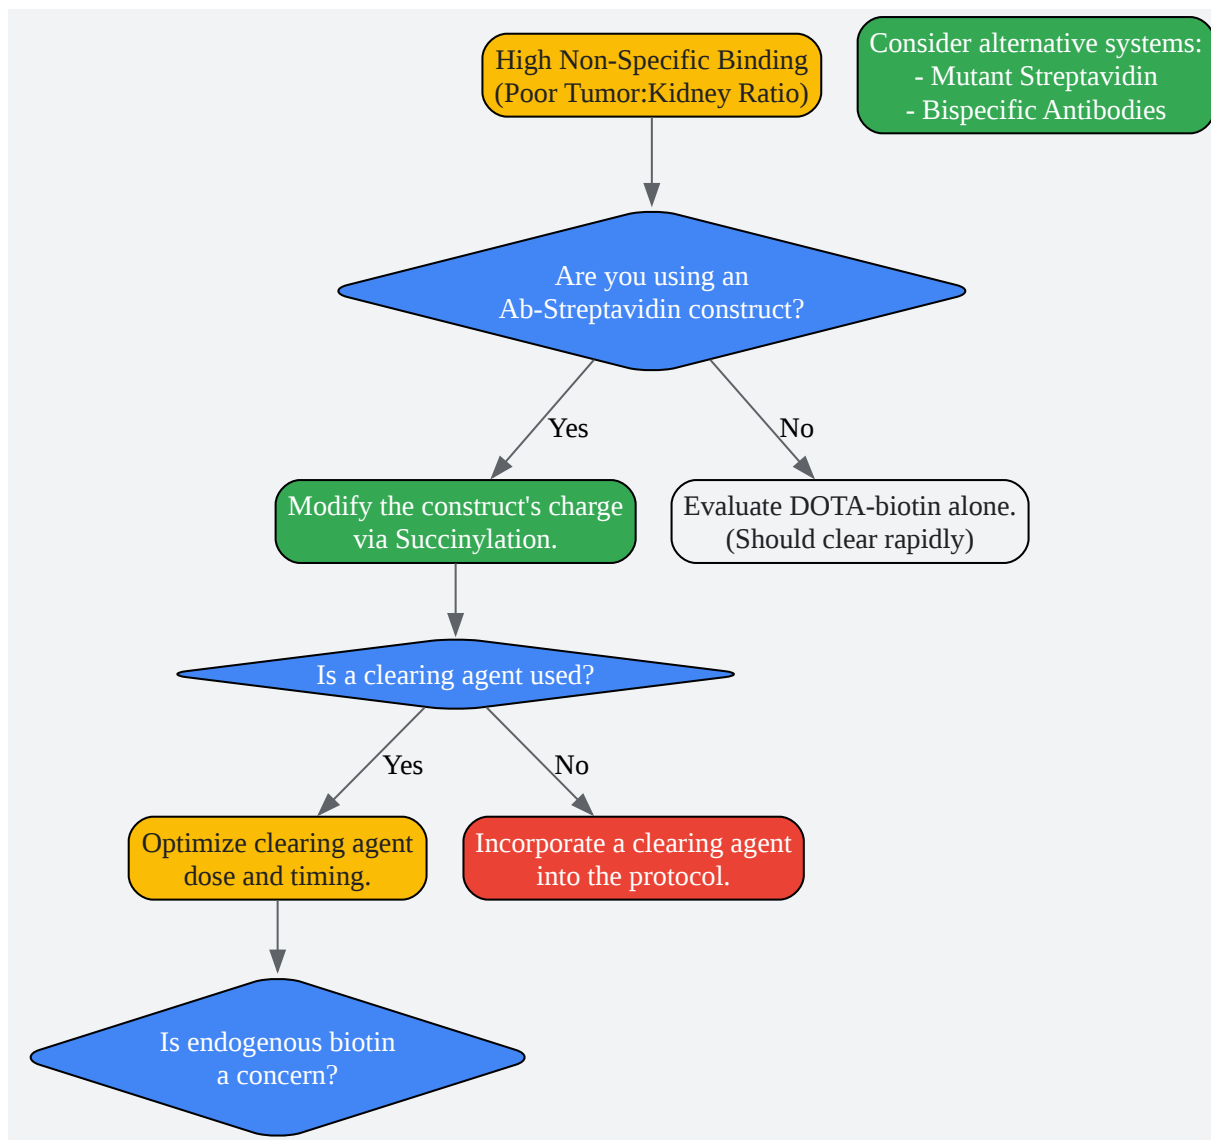 High Non-Specific Binding
(Poor Tumor:Kidney Ratio)
Consider alternative systems:
- Mutant Streptavidin
- Bispecific Antibodies
Are you using an
Ab-Streptavidin construct?
Yes
No
Modify the construct's charge
via Succinylation.
Evaluate DOTA-biotin alone.
(Should clear rapidly)
Is a clearing agent used?
Yes
No
Optimize clearing agent
dose and timing.
Incorporate a clearing agent
into the protocol.
Is endogenous biotin
a concern?